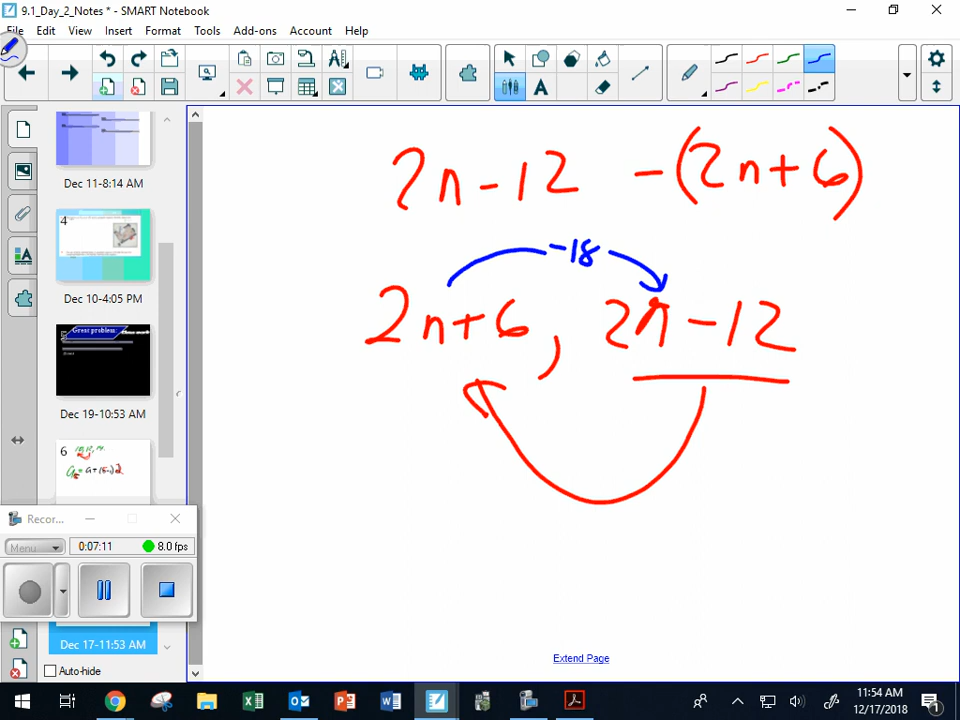 9.1_Day_2_Notes * - SMART Notebook
File Edit View Insert Format Tools Add-ons Account Help
Dec 11-8:14 AM
4
Dec 10-4:05 PM
Great problem:
Dec 19-10:53 AM
6
2n-12 -(2n+6)
-18
2n+6, 2n-12
Recor...
Menu
0:07:11
8.0 fps
Dec 17-11:53 AM
Auto-hide
Extend Page
11:54 AM
12/17/2018
1